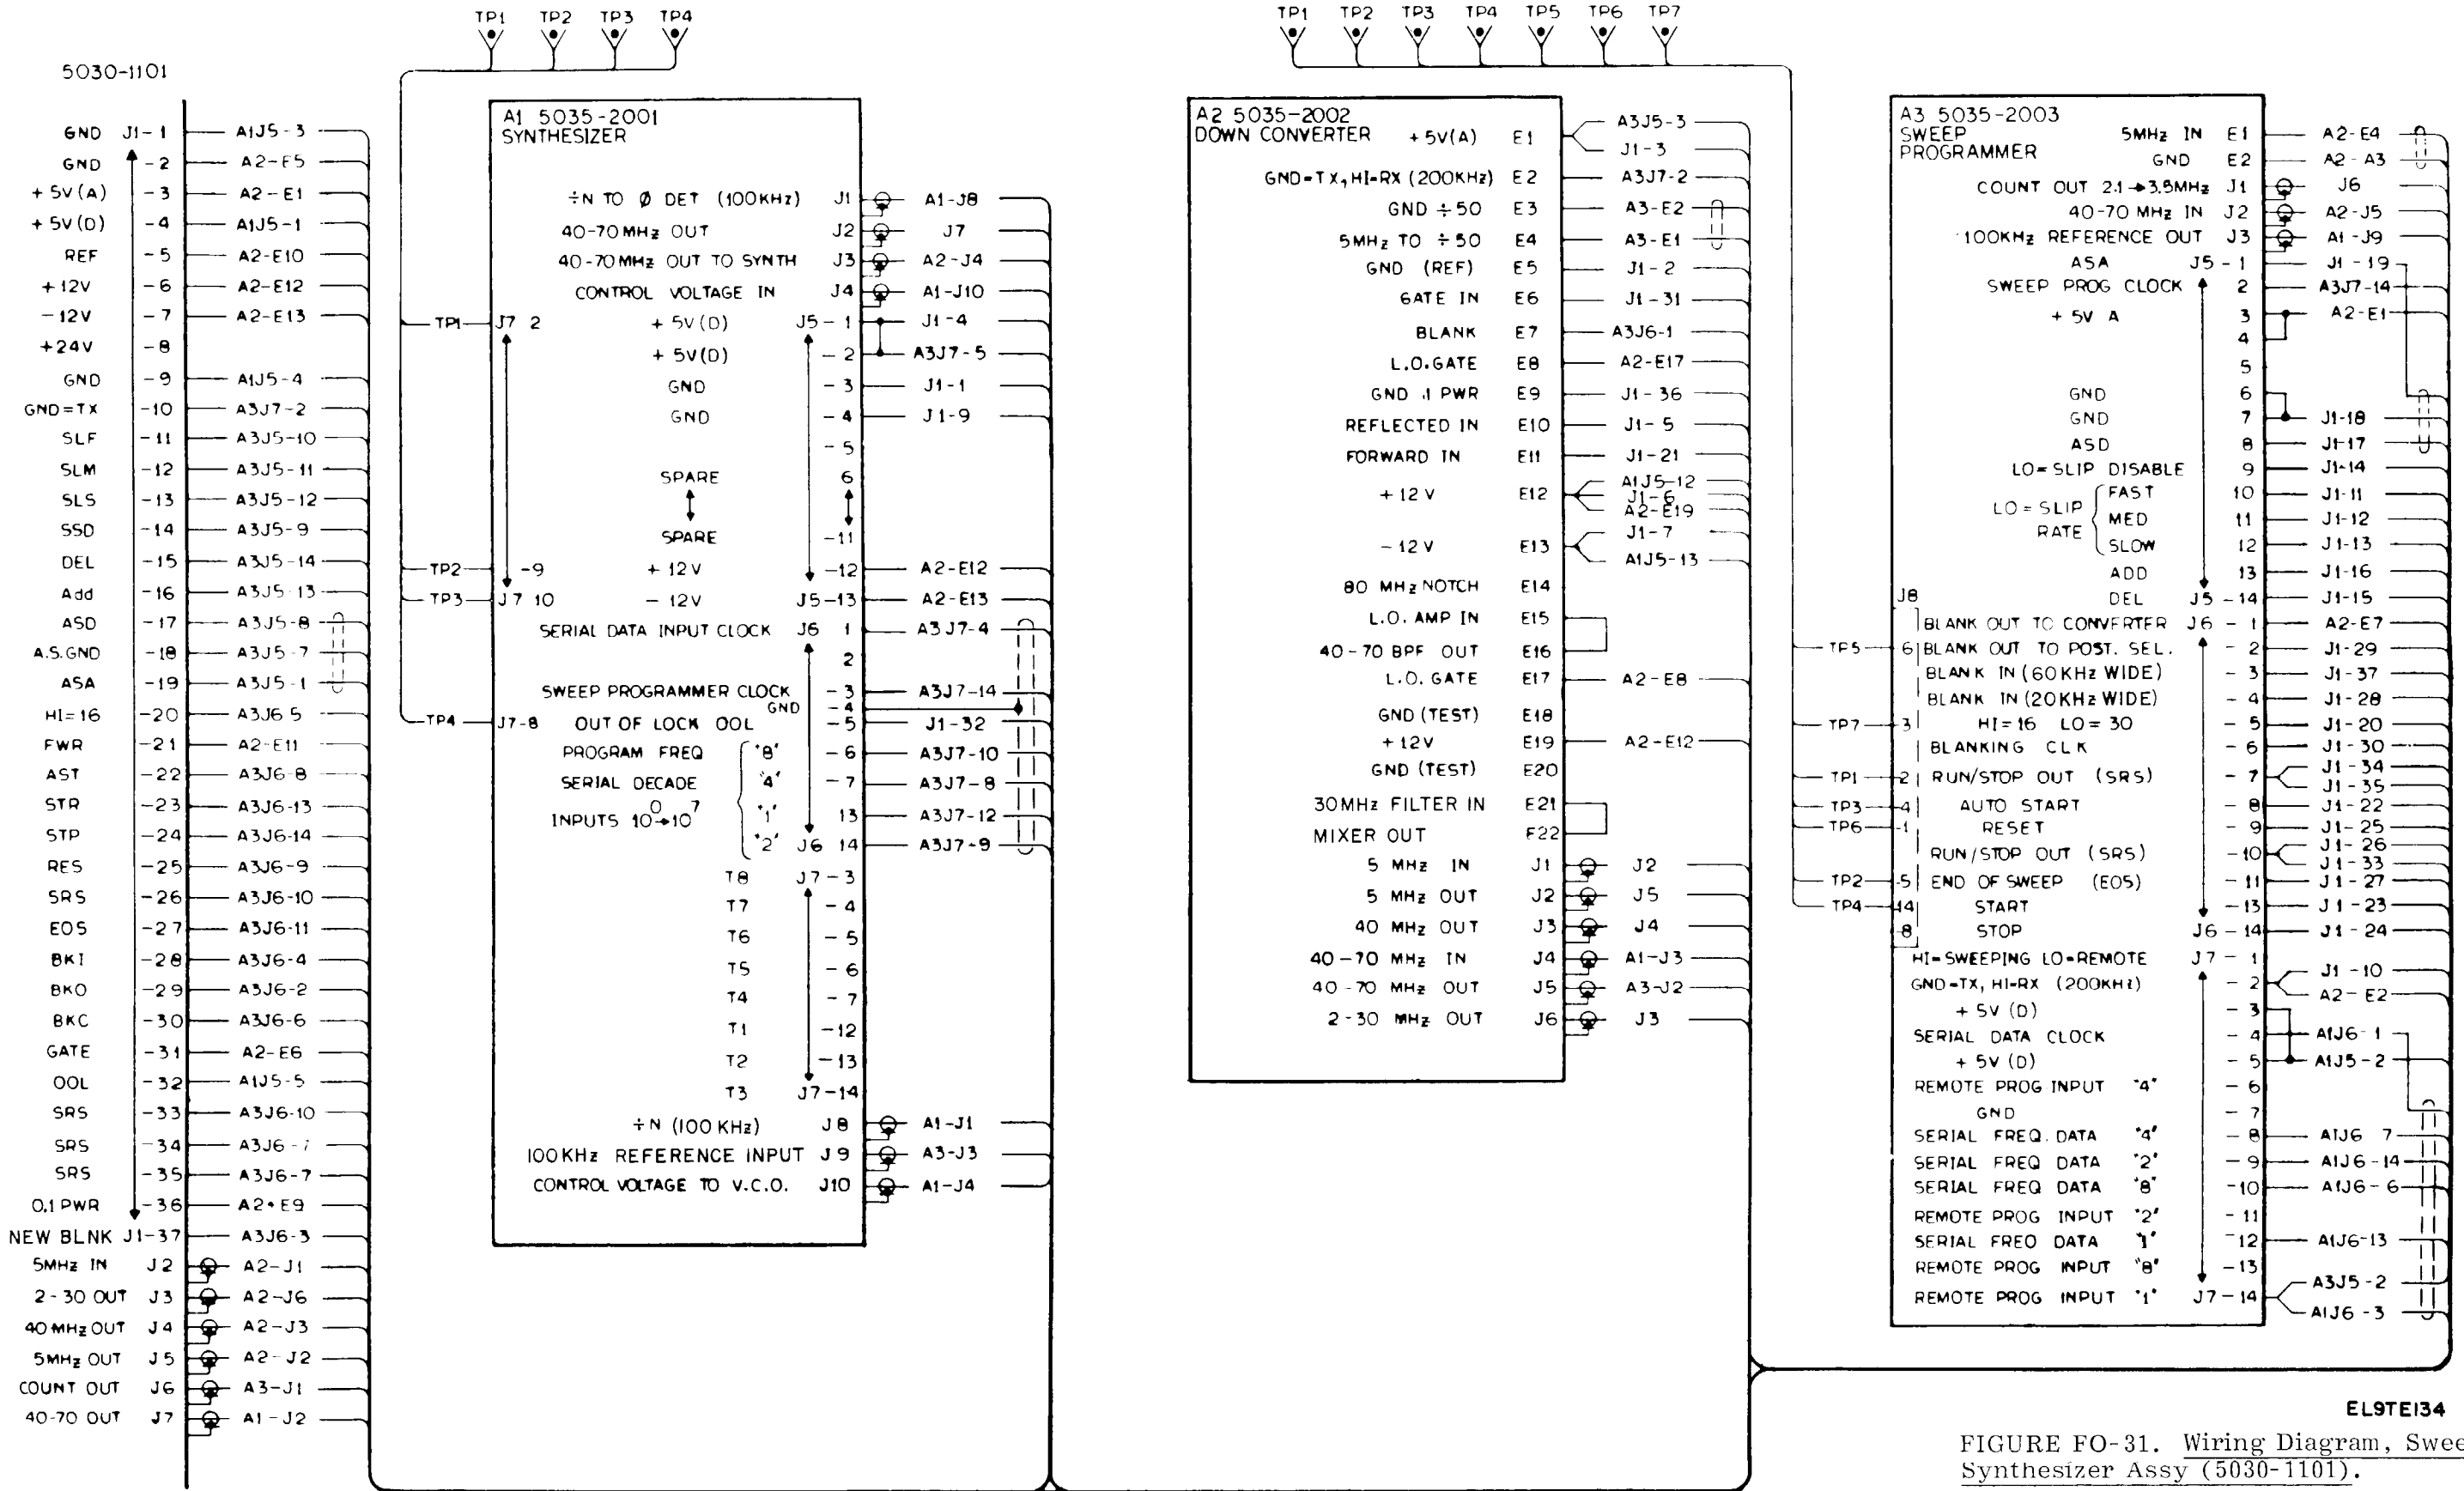 TP1 TP2 TP3 TP4
TP1 TP2 TP3 TP4 TP5 TP6 TP7
5030-1101
GND J1-1 A1J5-3
GND -2 A2-E5
+5V(A) -3 A2-E1
+5V(D) -4 A1J5-1
REF -5 A2-E10
+12V -6 A2-E12
-12V -7 A2-E13
+24V -8
GND -9 A1J5-4
GND=TX -10 A3J7-2
SLF -11 A3J5-10
SLM -12 A3J5-11
SLS -13 A3J5-12
SSD -14 A3J5-9
DEL -15 A3J5-14
Add -16 A3J5-13
ASD -17 A3J5-8
A.S.GND -18 A3J5-7
ASA -19 A3J5-1
HI=16 -20 A3J6 5
FWR -21 A2-E11
AST -22 A3J6-8
STR -23 A3J6-13
STP -24 A3J6-14
RES -25 A3J6-9
SRS -26 A3J6-10
EOS -27 A3J6-11
BKI -28 A3J6-4
BKO -29 A3J6-2
BKC -30 A3J6-6
GATE -31 A2-E6
OOL -32 A1J5-5
SRS -33 A3J6-10
SRS -34 A3J6-7
SRS -35 A3J6-7
0.1 PWR -36 A2-E9
NEW BLNK J1-37 A3J6-3
5MHz IN J2 A2-J1
2-30 OUT J3 A2-J6
40 MHz OUT J4 A2-J3
5MHz OUT J5 A2-J2
COUNT OUT J6 A3-J1
40-70 OUT J7 A1-J2
A1 5035-2001
SYNTHESIZER
÷N TO Ø DET (100KHz) J1 A1-J8
40-70 MHz OUT J2 J7
40-70 MHz OUT TO SYNTH J3 A2-J4
CONTROL VOLTAGE IN J4 A1-J10
TP1 J7 2 +5V(D) J5-1 J1-4
+5V(D) -2 A3J7-5
GND -3 J1-1
GND -4 J1-9
-5
SPARE 6
SPARE -11
TP2 -9 +12V -12 A2-E12
TP3 J7 10 -12V J5-13 A2-E13
SERIAL DATA INPUT CLOCK J6 1 A3J7-4
2
SWEEP PROGRAMMER CLOCK -3 A3J7-14
GND -4
TP4 J7-8 OUT OF LOCK OOL -5 J1-32
PROGRAM FREQ "8" -6 A3J7-10
SERIAL DECADE "4" -7 A3J7-8
INPUTS 10⁰→10⁷ "1" 13 A3J7-12
"2" J6 14 A3J7-9
T8 J7-3
T7 -4
T6 -5
T5 -6
T4 -7
T1 -12
T2 -13
T3 J7-14
÷N (100 KHz) J8 A1-J1
100KHz REFERENCE INPUT J9 A3-J3
CONTROL VOLTAGE TO V.C.O. J10 A1-J4
A2 5035-2002
DOWN CONVERTER +5V(A) E1 A3J5-3
J1-3
GND=TX, HI=RX (200KHz) E2 A3J7-2
GND ÷50 E3 A3-E2
5MHz TO ÷50 E4 A3-E1
GND (REF) E5 J1-2
GATE IN E6 J1-31
BLANK E7 A3J6-1
L.O.GATE E8 A2-E17
GND .1 PWR E9 J1-36
REFLECTED IN E10 J1-5
FORWARD IN E11 J1-21
+12V E12 A1J5-12
J1-6
A2-E19
-12V E13 J1-7
A1J5-13
80 MHz NOTCH E14
L.O. AMP IN E15
40-70 BPF OUT E16
L.O. GATE E17 A2-E8
GND (TEST) E18
+12V E19 A2-E12
GND (TEST) E20
30MHz FILTER IN E21
MIXER OUT E22
5 MHz IN J1 J2
5 MHz OUT J2 J5
40 MHz OUT J3 J4
40-70 MHz IN J4 A1-J3
40-70 MHz OUT J5 A3-J2
2-30 MHz OUT J6 J3
A3 5035-2003
SWEEP
PROGRAMMER
5MHz IN E1 A2-E4
GND E2 A2-A3
COUNT OUT 2.1→3.5MHz J1 J6
40-70 MHz IN J2 A2-J5
100KHz REFERENCE OUT J3 A1-J9
ASA J5-1 J1-19
SWEEP PROG CLOCK 2 A3J7-14
+5V A 3 A2-E1
4
5
GND 6
GND 7 J1-18
ASD 8 J1-17
LO=SLIP DISABLE 9 J1-14
LO=SLIP RATE FAST 10 J1-11
MED 11 J1-12
SLOW 12 J1-13
ADD 13 J1-16
J8 DEL J5-14 J1-15
BLANK OUT TO CONVERTER J6-1 A2-E7
TP5 6 BLANK OUT TO POST. SEL. -2 J1-29
BLANK IN (60KHz WIDE) -3 J1-37
BLANK IN (20KHz WIDE) -4 J1-28
TP7 3 HI=16 LO=30 -5 J1-20
BLANKING CLK -6 J1-30
TP1 2 RUN/STOP OUT (SRS) -7 J1-34
J1-35
TP3 4 AUTO START -8 J1-22
TP6 -1 RESET -9 J1-25
RUN/STOP OUT (SRS) -10 J1-26
J1-33
TP2 -5 END OF SWEEP (EOS) -11 J1-27
TP4 14 START -13 J1-23
-8 STOP J6-14 J1-24
HI=SWEEPING LO=REMOTE J7-1
GND=TX, HI=RX (200KHz) -2 J1-10
A2-E2
+5V (D) -3
SERIAL DATA CLOCK -4 A1J6-1
+5V (D) -5 A1J5-2
REMOTE PROG INPUT "4" -6
GND -7
SERIAL FREQ. DATA "4" -8 A1J6 7
SERIAL FREQ DATA "2" -9 A1J6-14
SERIAL FREQ DATA "8" -10 A1J6-6
REMOTE PROG INPUT "2" -11
SERIAL FREQ DATA "1" -12 A1J6-13
REMOTE PROG INPUT "8" -13
REMOTE PROG INPUT "1" J7-14 A3J5-2
A1J6-3
EL9TE134
FIGURE FO-31. Wiring Diagram, Swee
Synthesizer Assy (5030-1101).